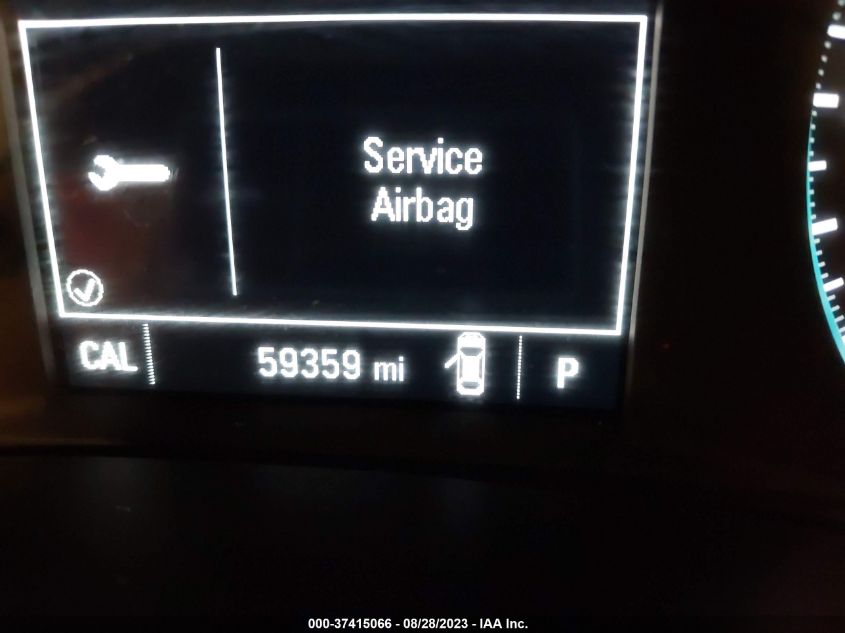 Service
Airbag
CAL 59359 mi P
000-37415066 - 08/28/2023 - IAA Inc.